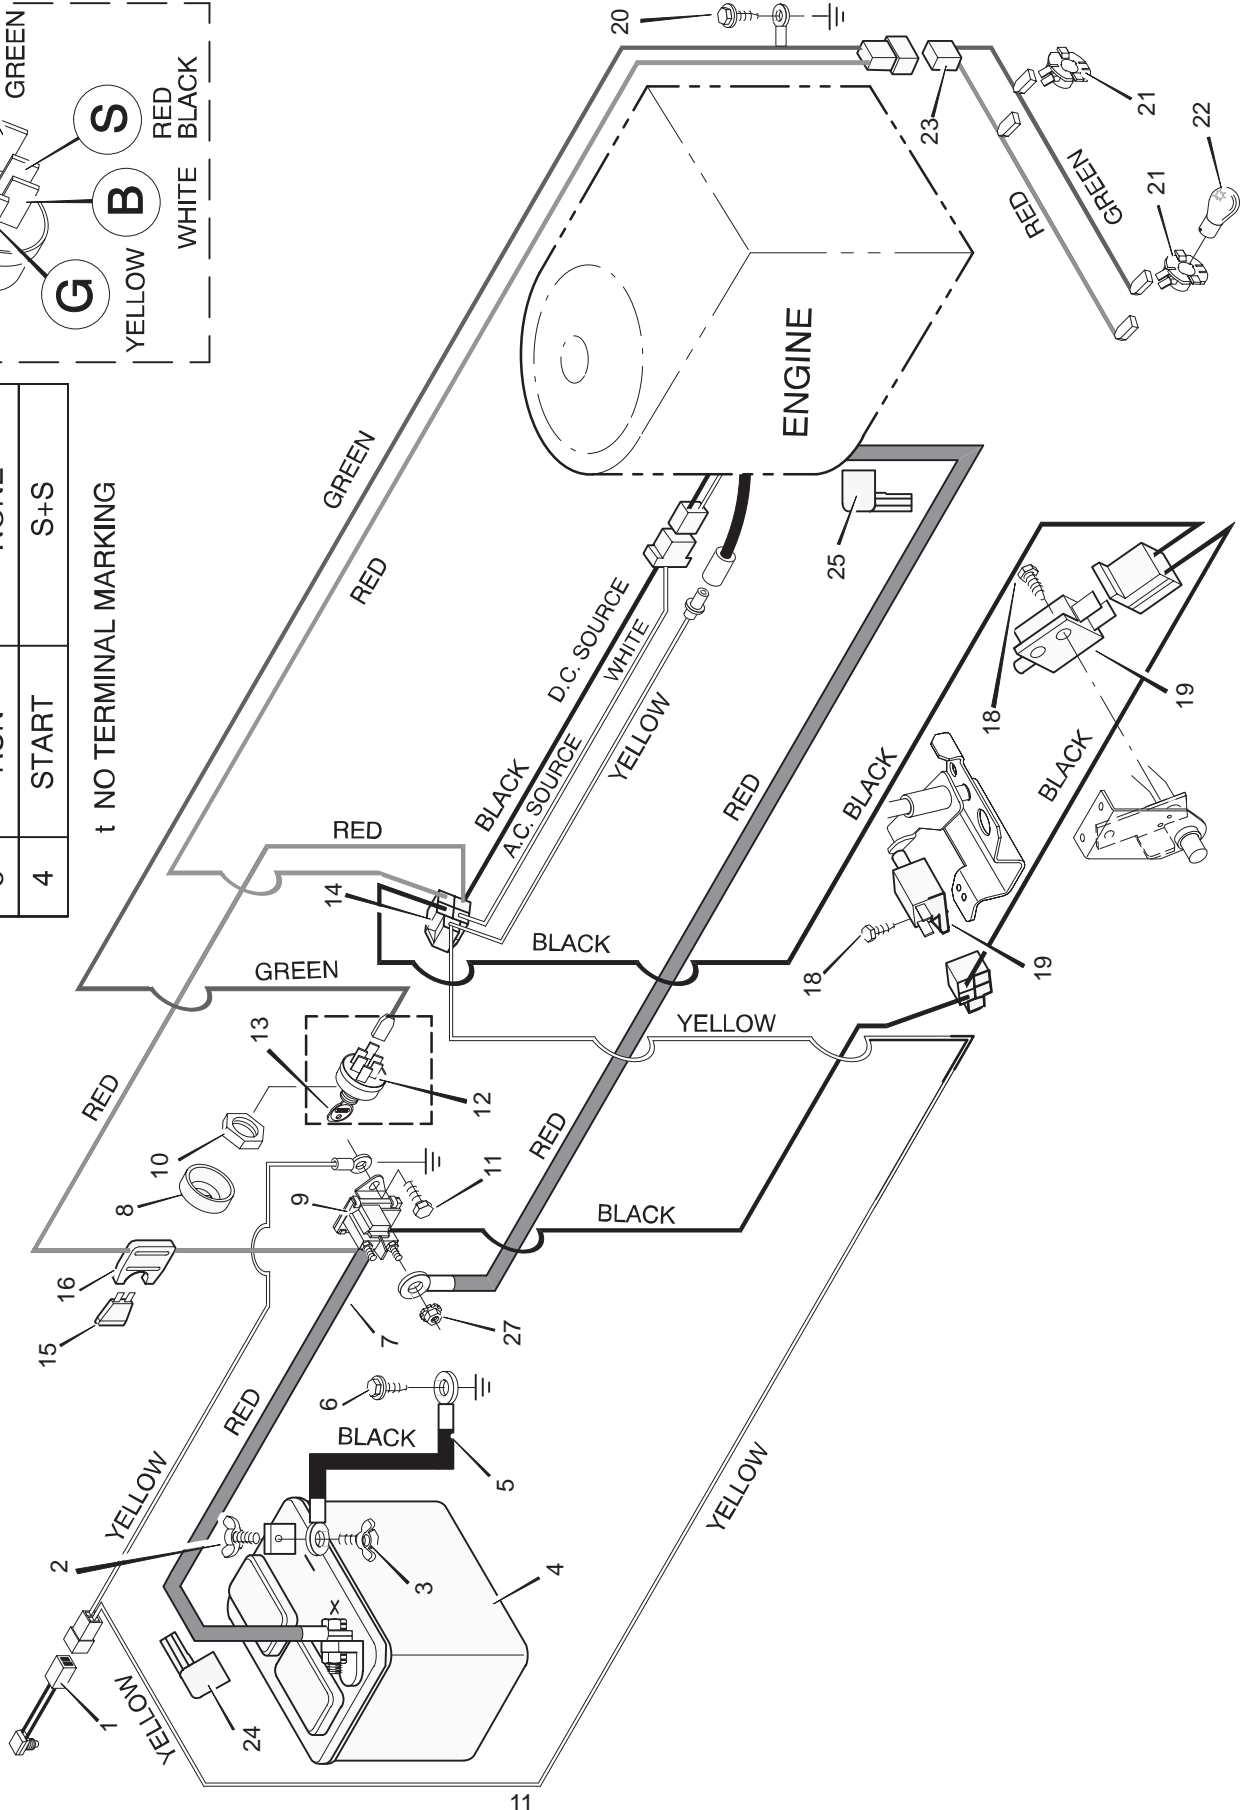 GREEN
S
RED
BLACK
B
WHITE
G
YELLOW
4 START S+S
t NO TERMINAL MARKING
20
21
22
23
21
GREEN
RED
ENGINE
GREEN
RED
25
D.C. SOURCE
WHITE
BLACK
A.C. SOURCE
YELLOW
RED
14
RED
BLACK
18
19
BLACK
18
19
BLACK
GREEN
13
12
YELLOW
RED
10
8
9
11
RED
BLACK
16
15
7
27
RED
6
BLACK
5
YELLOW
2
3
4
YELLOW
1
YELLOW
24
11